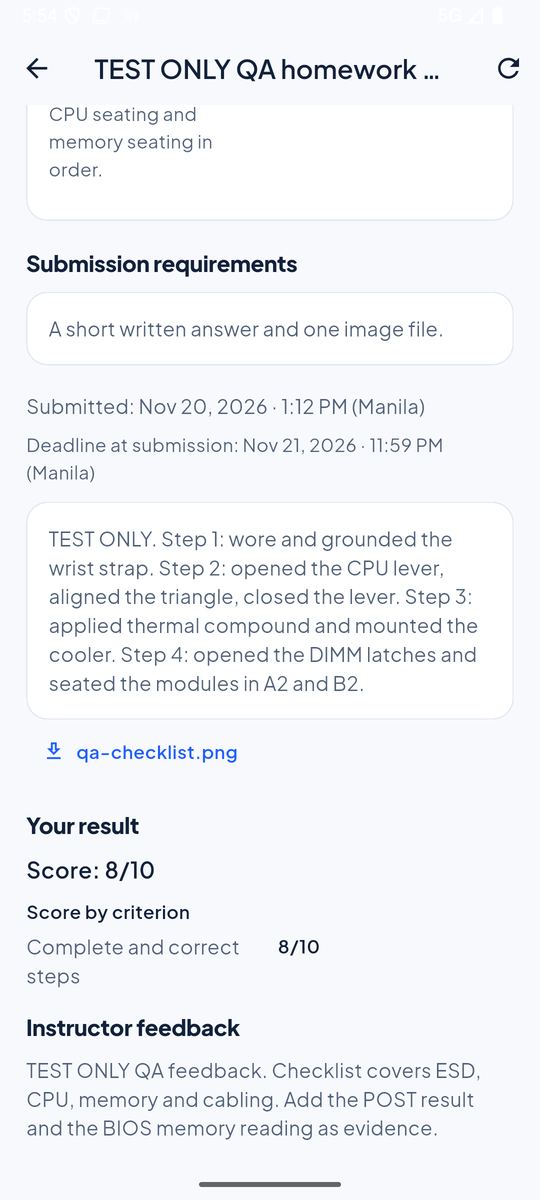 5:54
5G
TEST ONLY QA homework ...
CPU seating and
memory seating in
order.
Submission requirements
A short written answer and one image file.
Submitted: Nov 20, 2026 · 1:12 PM (Manila)
Deadline at submission: Nov 21, 2026 · 11:59 PM
(Manila)
TEST ONLY. Step 1: wore and grounded the
wrist strap. Step 2: opened the CPU lever,
aligned the triangle, closed the lever. Step 3:
applied thermal compound and mounted the
cooler. Step 4: opened the DIMM latches and
seated the modules in A2 and B2.
qa-checklist.png
Your result
Score: 8/10
Score by criterion
Complete and correct 8/10
steps
Instructor feedback
TEST ONLY QA feedback. Checklist covers ESD,
CPU, memory and cabling. Add the POST result
and the BIOS memory reading as evidence.